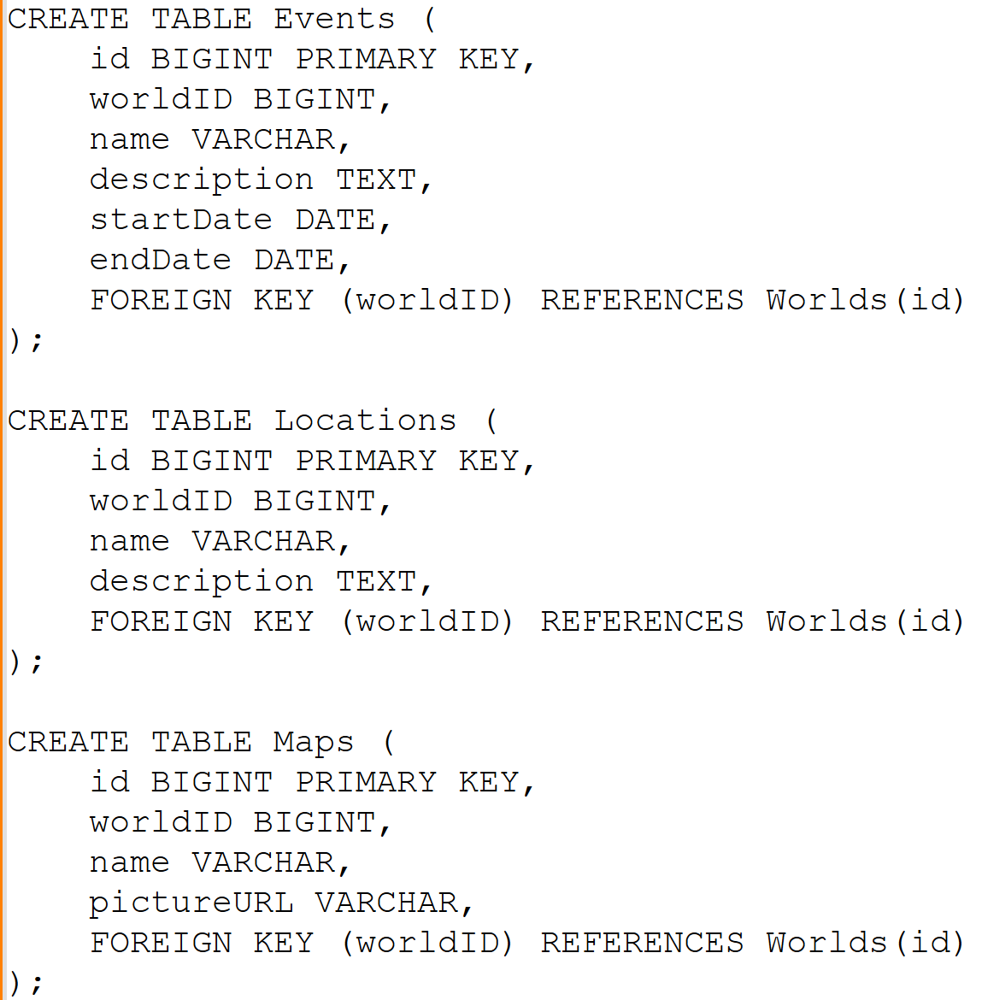 CREATE TABLE Events (
    id BIGINT PRIMARY KEY,
    worldID BIGINT,
    name VARCHAR,
    description TEXT,
    startDate DATE,
    endDate DATE,
    FOREIGN KEY (worldID) REFERENCES Worlds(id)
);

CREATE TABLE Locations (
    id BIGINT PRIMARY KEY,
    worldID BIGINT,
    name VARCHAR,
    description TEXT,
    FOREIGN KEY (worldID) REFERENCES Worlds(id)
);

CREATE TABLE Maps (
    id BIGINT PRIMARY KEY,
    worldID BIGINT,
    name VARCHAR,
    pictureURL VARCHAR,
    FOREIGN KEY (worldID) REFERENCES Worlds(id)
);